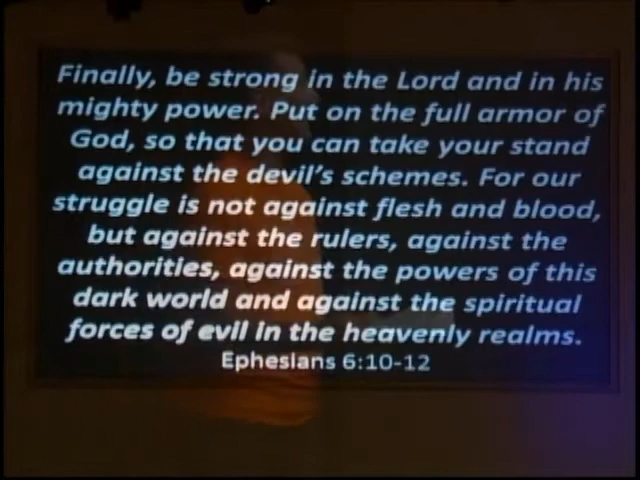 Finally, be strong in the Lord and in his
mighty power. Put on the full armor of
God, so that you can take your stand
against the devil's schemes. For our
struggle is not against flesh and blood,
but against the rulers, against the
authorities, against the powers of this
dark world and against the spiritual
forces of evil in the heavenly realms.
Ephesians 6:10-12